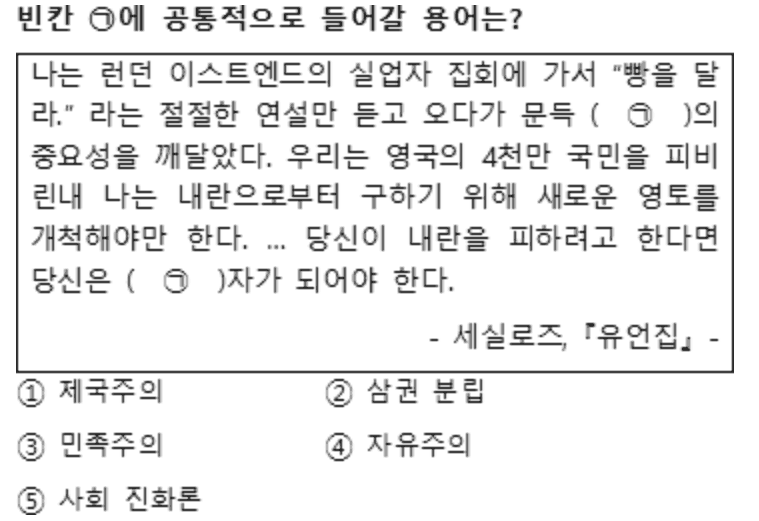 빈칸 ㉠에 공통적으로 들어갈 용어는?
나는 런던 이스트엔드의 실업자 집회에 가서 “빵을 달
라.” 라는 절절한 연설만 듣고 오다가 문득 ( ㉠ )의
중요성을 깨달았다. 우리는 영국의 4천만 국민을 피비
린내 나는 내란으로부터 구하기 위해 새로운 영토를
개척해야만 한다. ... 당신이 내란을 피하려고 한다면
당신은 ( ㉠ )자가 되어야 한다.
- 세실로즈, 『유언집』 -
① 제국주의 ② 삼권 분립
③ 민족주의 ④ 자유주의
⑤ 사회 진화론